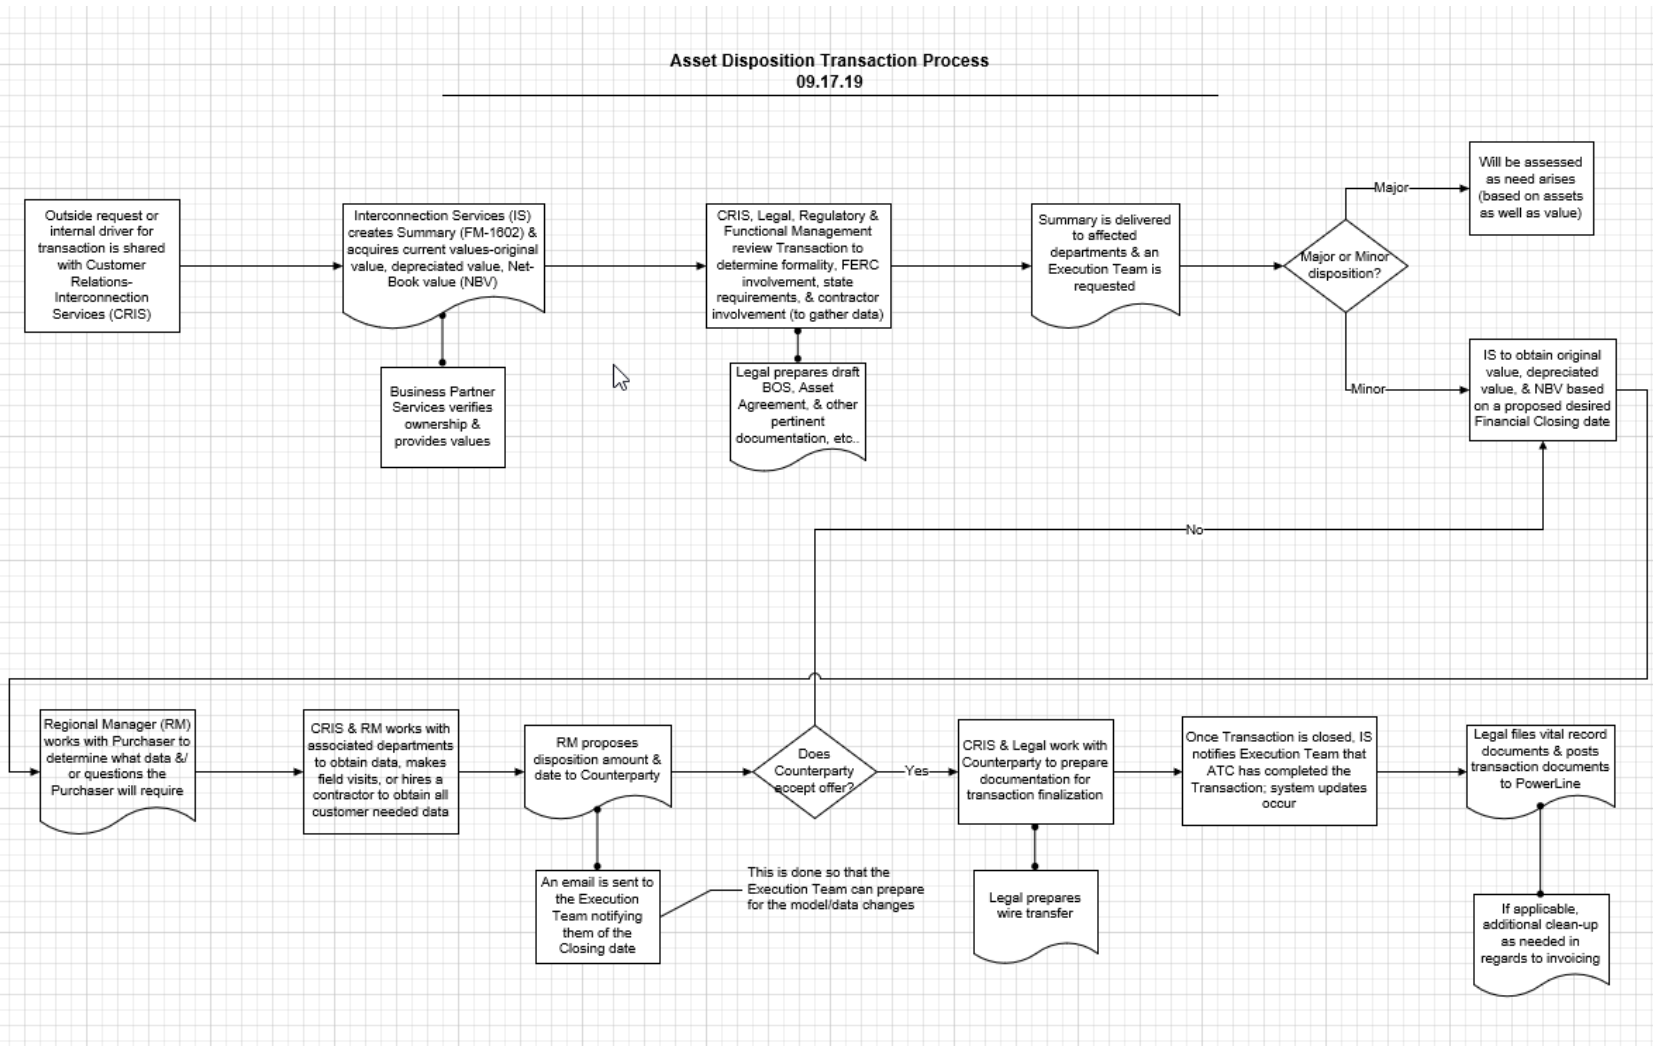 Asset Disposition Transaction Process
09.17.19
Outside request or
internal driver for
transaction is shared
with Customer
Relations-
Interconnection
Services (CRIS)
Interconnection Services (IS)
creates Summary (FM-1602) &
acquires current values-original
value, depreciated value, Net-
Book value (NBV)
Business Partner
Services verifies
ownership &
provides values
CRIS, Legal, Regulatory &
Functional Management
review Transaction to
determine formality, FERC
involvement, state
requirements, & contractor
involvement (to gather data)
Legal prepares draft
BOS, Asset
Agreement, & other
pertinent
documentation, etc..
Summary is delivered
to affected
departments & an
Execution Team is
requested
Major or Minor
disposition?
Major
Will be assessed
as need arises
(based on assets
as well as value)
Minor
IS to obtain original
value, depreciated
value, & NBV based
on a proposed desired
Financial Closing date
No
Regional Manager (RM)
works with Purchaser to
determine what data &/
or questions the
Purchaser will require
CRIS & RM works with
associated departments
to obtain data, makes
field visits, or hires a
contractor to obtain all
customer needed data
RM proposes
disposition amount &
date to Counterparty
An email is sent to
the Execution
Team notifying
them of the
Closing date
This is done so that the
Execution Team can prepare
for the model/data changes
Does
Counterparty
accept offer?
Yes
CRIS & Legal work with
Counterparty to prepare
documentation for
transaction finalization
Legal prepares
wire transfer
Once Transaction is closed, IS
notifies Execution Team that
ATC has completed the
Transaction; system updates
occur
Legal files vital record
documents & posts
transaction documents
to PowerLine
If applicable,
additional clean-up
as needed in
regards to invoicing